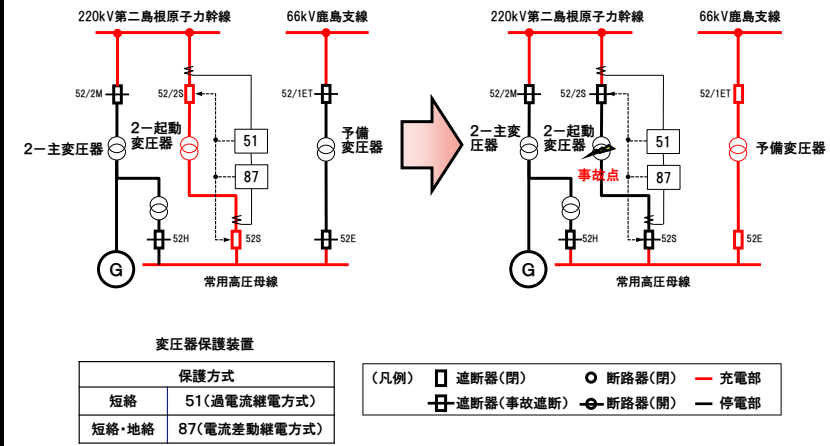 220kV第二島根原子力幹線
66kV鹿島支線
52/2M
52/2S
52/1ET
2－主変圧器
2－起動
変圧器
51
87
予備
変圧器
52H
52S
52E
G
常用高圧母線
220kV第二島根原子力幹線
66kV鹿島支線
52/2M
52/2S
52/1ET
2－主変
圧器
2－起動
変圧器
事故点
51
87
予備変圧器
52H
52S
52E
G
常用高圧母線
変圧器保護装置
保護方式
短絡 51(過電流継電方式)
短絡・地絡 87(電流差動継電方式)
(凡例) 遮断器(閉) 断路器(閉) 充電部
遮断器(事故遮断) 断路器(開) 停電部